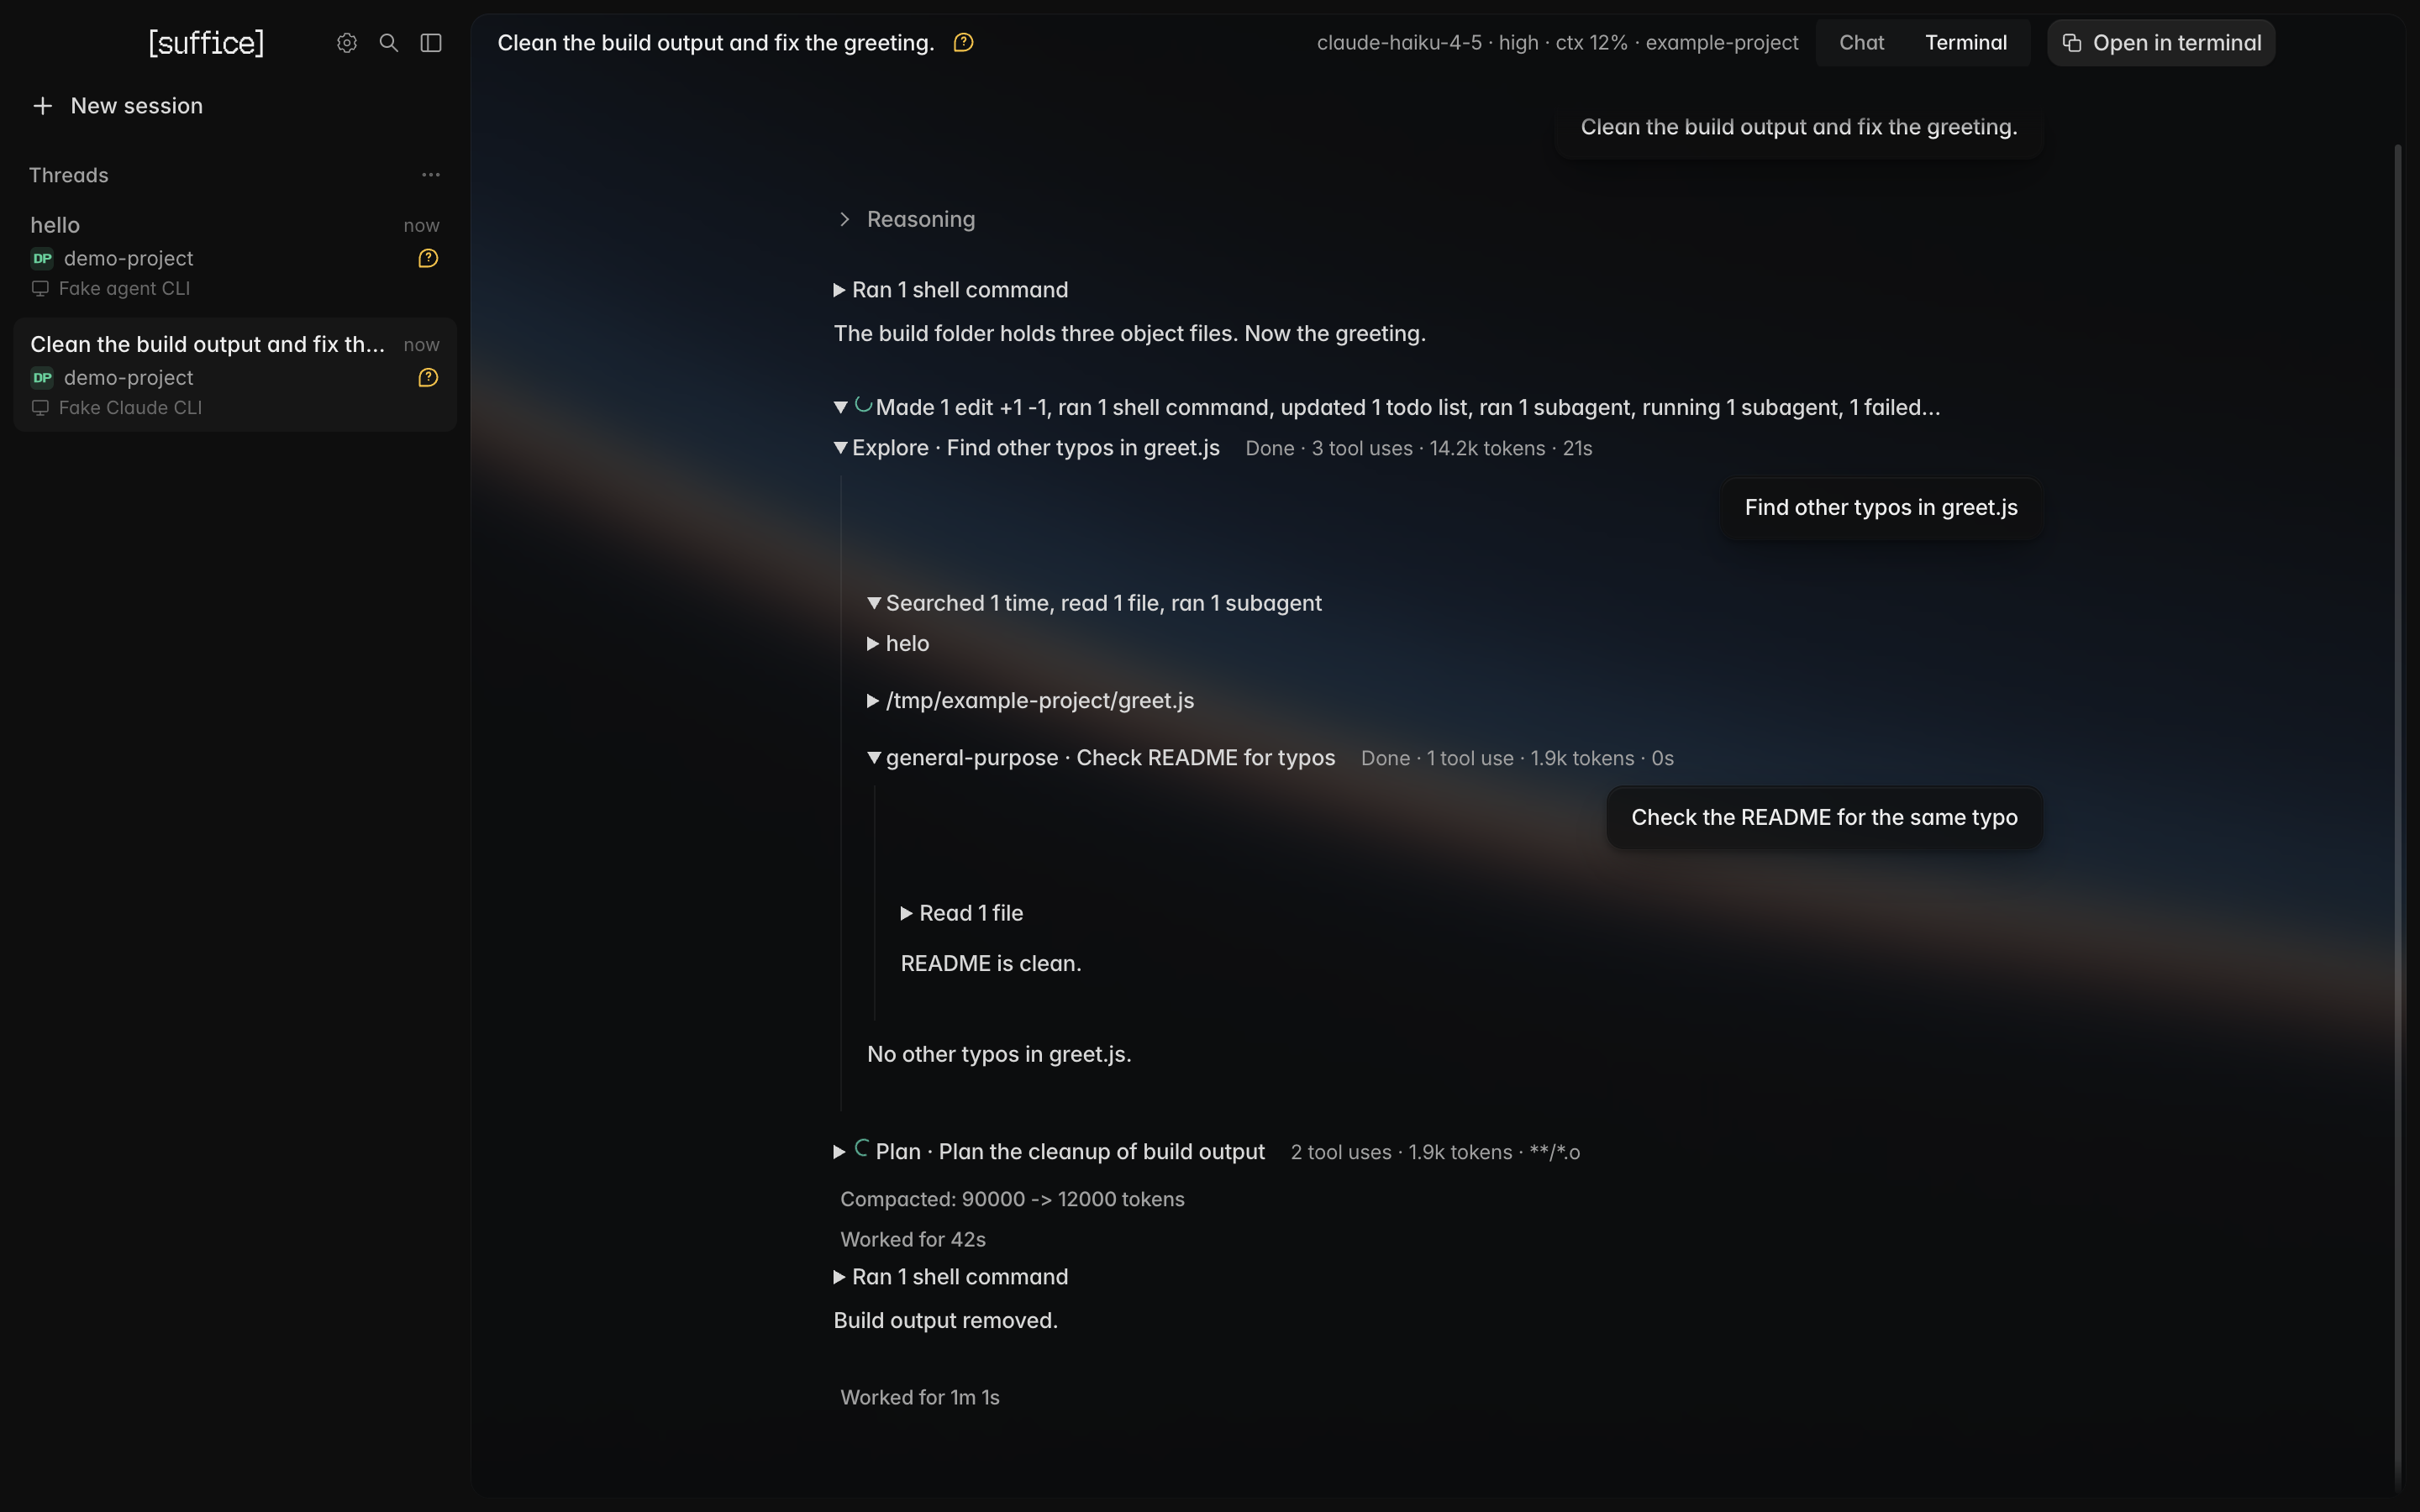 [suffice]
New session
Threads
hello now
DP demo-project
Fake agent CLI
Clean the build output and fix th... now
DP demo-project
Fake Claude CLI
Clean the build output and fix the greeting.
claude-haiku-4-5 · high · ctx 12% · example-project
Chat Terminal
Open in terminal
Clean the build output and fix the greeting.
Reasoning
Ran 1 shell command
The build folder holds three object files. Now the greeting.
Made 1 edit +1 -1, ran 1 shell command, updated 1 todo list, ran 1 subagent, running 1 subagent, 1 failed...
Explore · Find other typos in greet.js Done · 3 tool uses · 14.2k tokens · 21s
Find other typos in greet.js
Searched 1 time, read 1 file, ran 1 subagent
helo
/tmp/example-project/greet.js
general-purpose · Check README for typos Done · 1 tool use · 1.9k tokens · 0s
Check the README for the same typo
Read 1 file
README is clean.
No other typos in greet.js.
Plan · Plan the cleanup of build output 2 tool uses · 1.9k tokens · **/*.o
Compacted: 90000 -> 12000 tokens
Worked for 42s
Ran 1 shell command
Build output removed.
Worked for 1m 1s